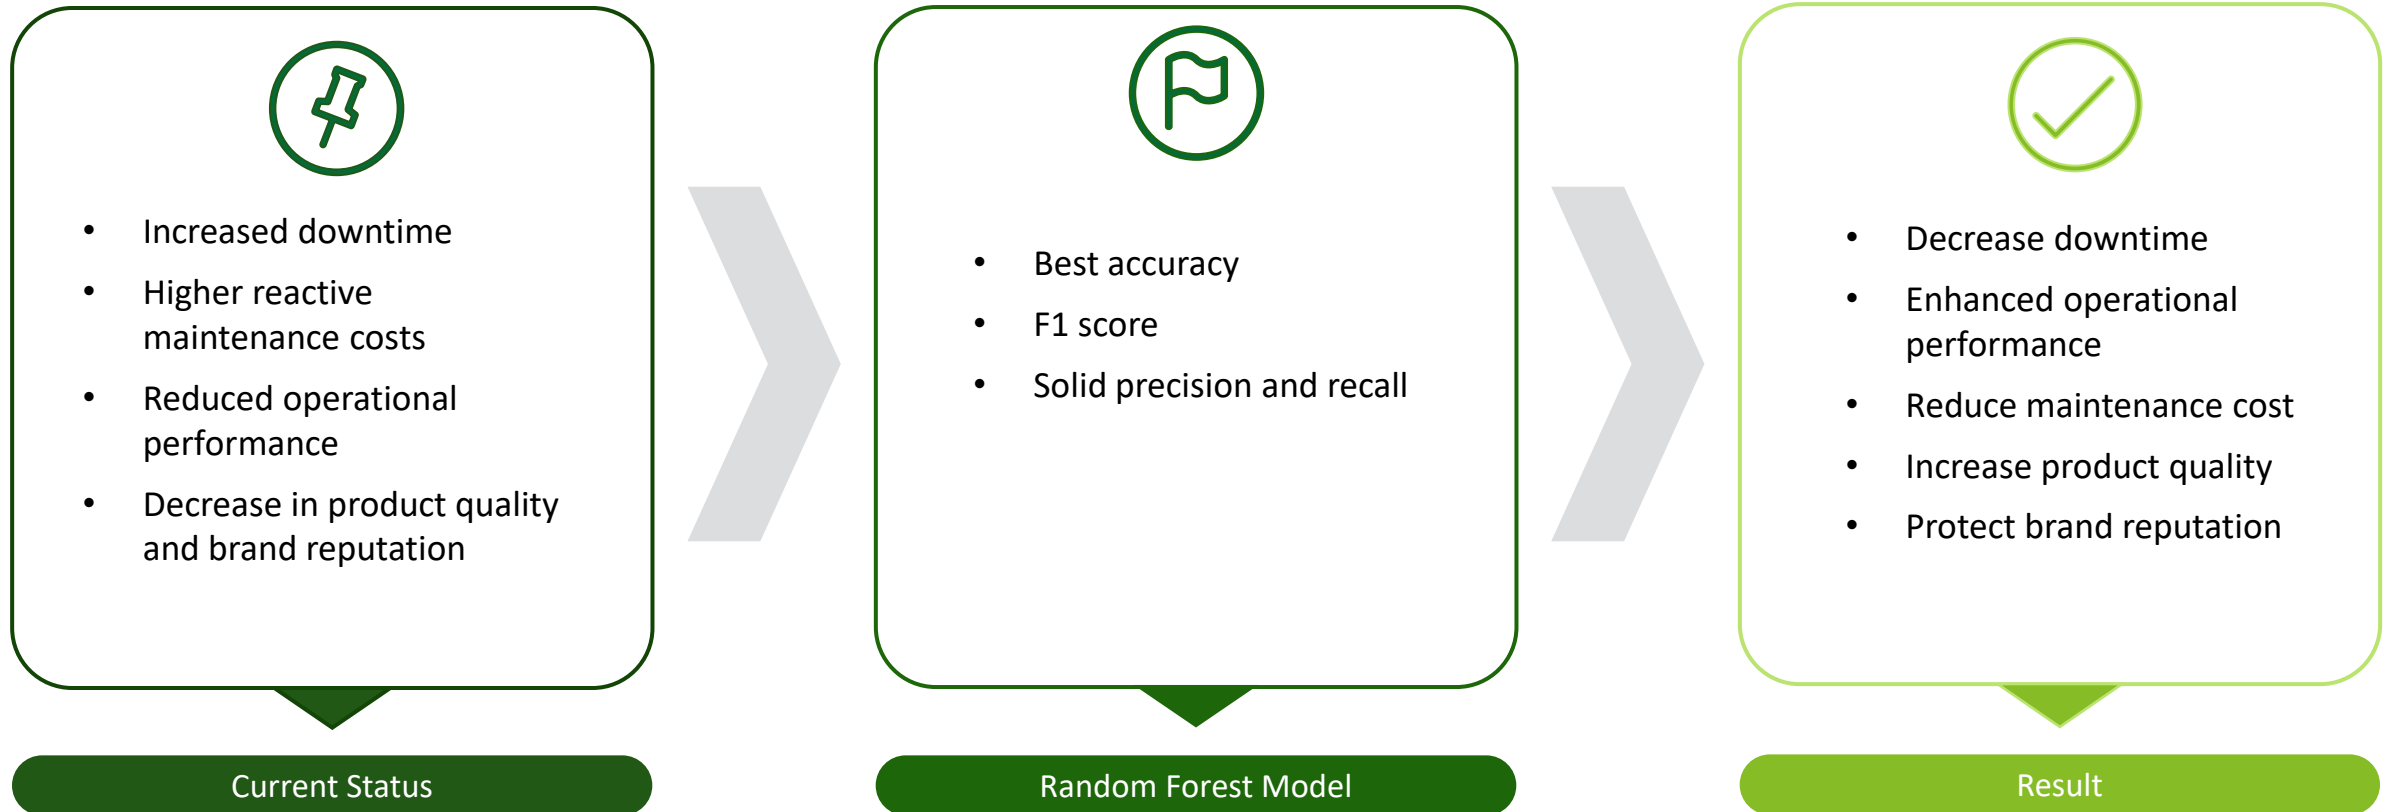 • Increased downtime
• Higher reactive
maintenance costs
• Reduced operational
performance
• Decrease in product quality
and brand reputation
Current Status
• Best accuracy
• F1 score
• Solid precision and recall
Random Forest Model
• Decrease downtime
• Enhanced operational
performance
• Reduce maintenance cost
• Increase product quality
• Protect brand reputation
Result